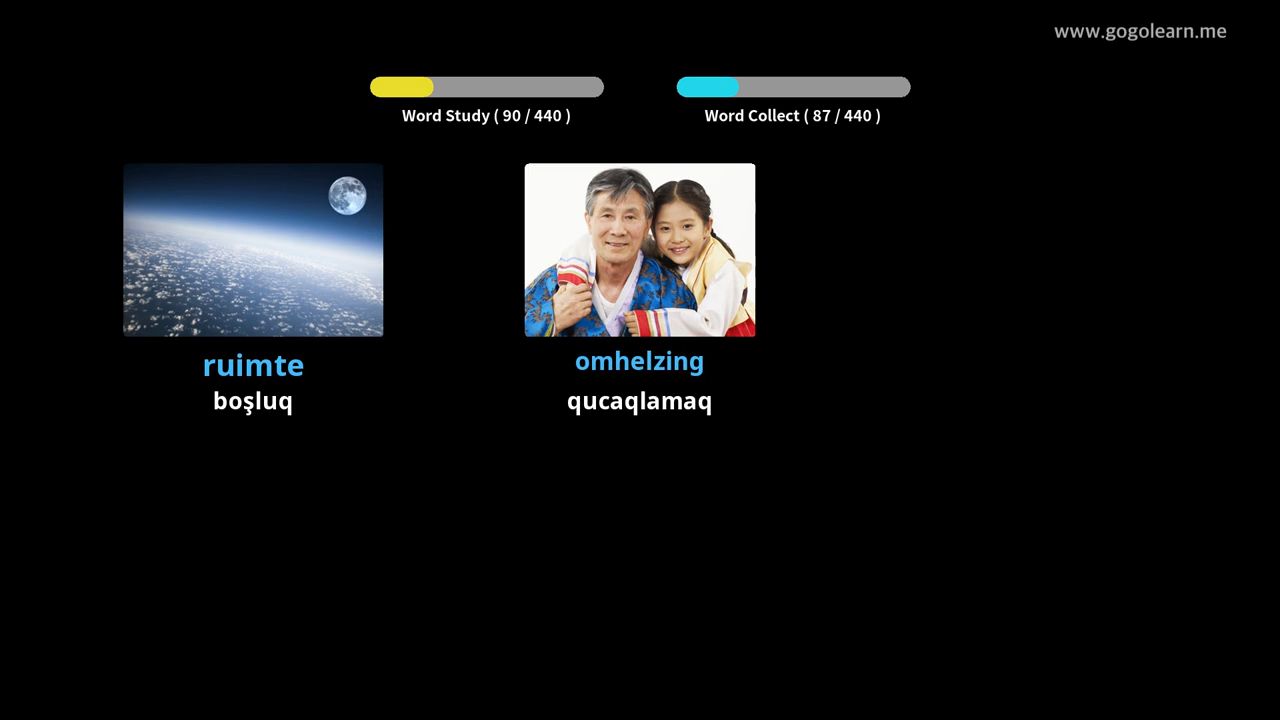 www.gogolearn.me
Word Study ( 90 / 440 )
Word Collect ( 87 / 440 )
ruimte
boşluq
omhelzing
qucaqlamaq